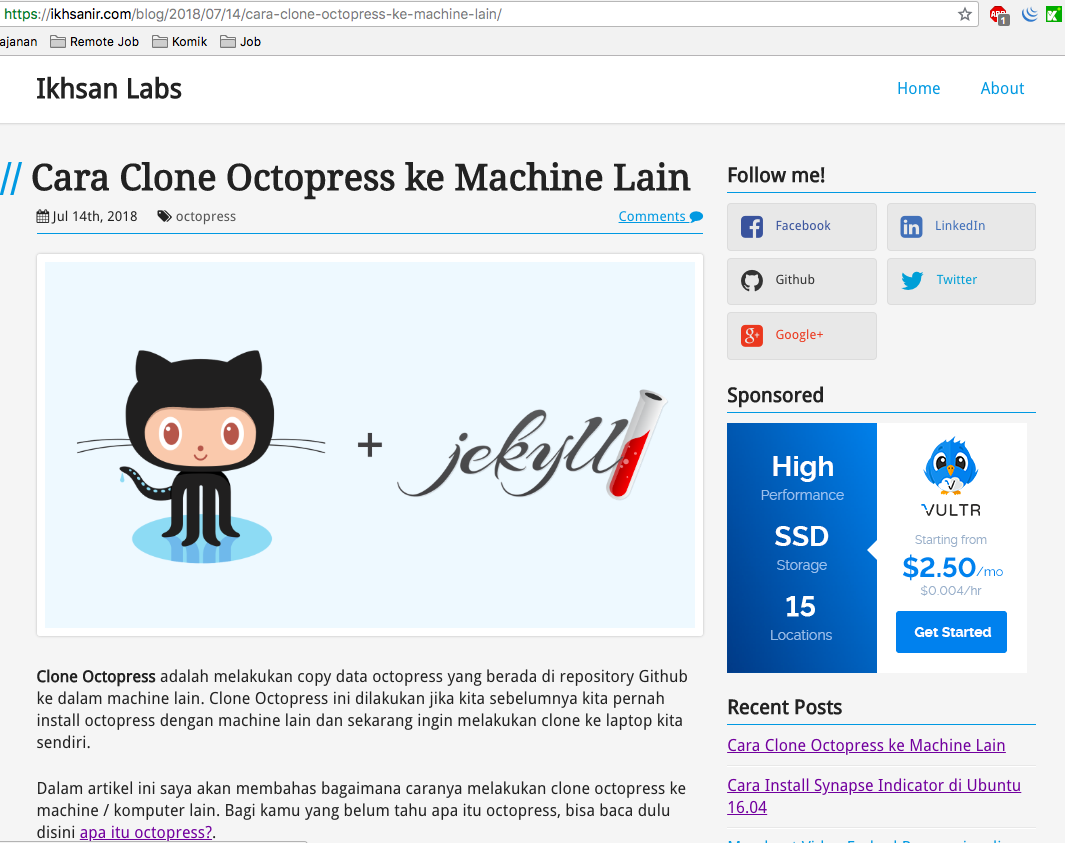 https://ikhsanir.com/blog/2018/07/14/cara-clone-octopress-ke-machine-lain/
ABP
1
K
ajanan
Remote Job
Komik
Job
Ikhsan Labs
Home
About
// Cara Clone Octopress ke Machine Lain
Jul 14th, 2018
octopress
Comments
+
jekyll
Clone Octopress adalah melakukan copy data octopress yang berada di repository Github
ke dalam machine lain. Clone Octopress ini dilakukan jika kita sebelumnya kita pernah
install octopress dengan machine lain dan sekarang ingin melakukan clone ke laptop kita
sendiri.
Dalam artikel ini saya akan membahas bagaimana caranya melakukan clone octopress ke
machine / komputer lain. Bagi kamu yang belum tahu apa itu octopress, bisa baca dulu
disini apa itu octopress?.
Follow me!
Facebook
LinkedIn
Github
Twitter
Google+
Sponsored
High
Performance
SSD
Storage
15
Locations
VULTR
Starting from
$2.50/mo
$0.004/hr
Get Started
Recent Posts
Cara Clone Octopress ke Machine Lain
Cara Install Synapse Indicator di Ubuntu
16.04